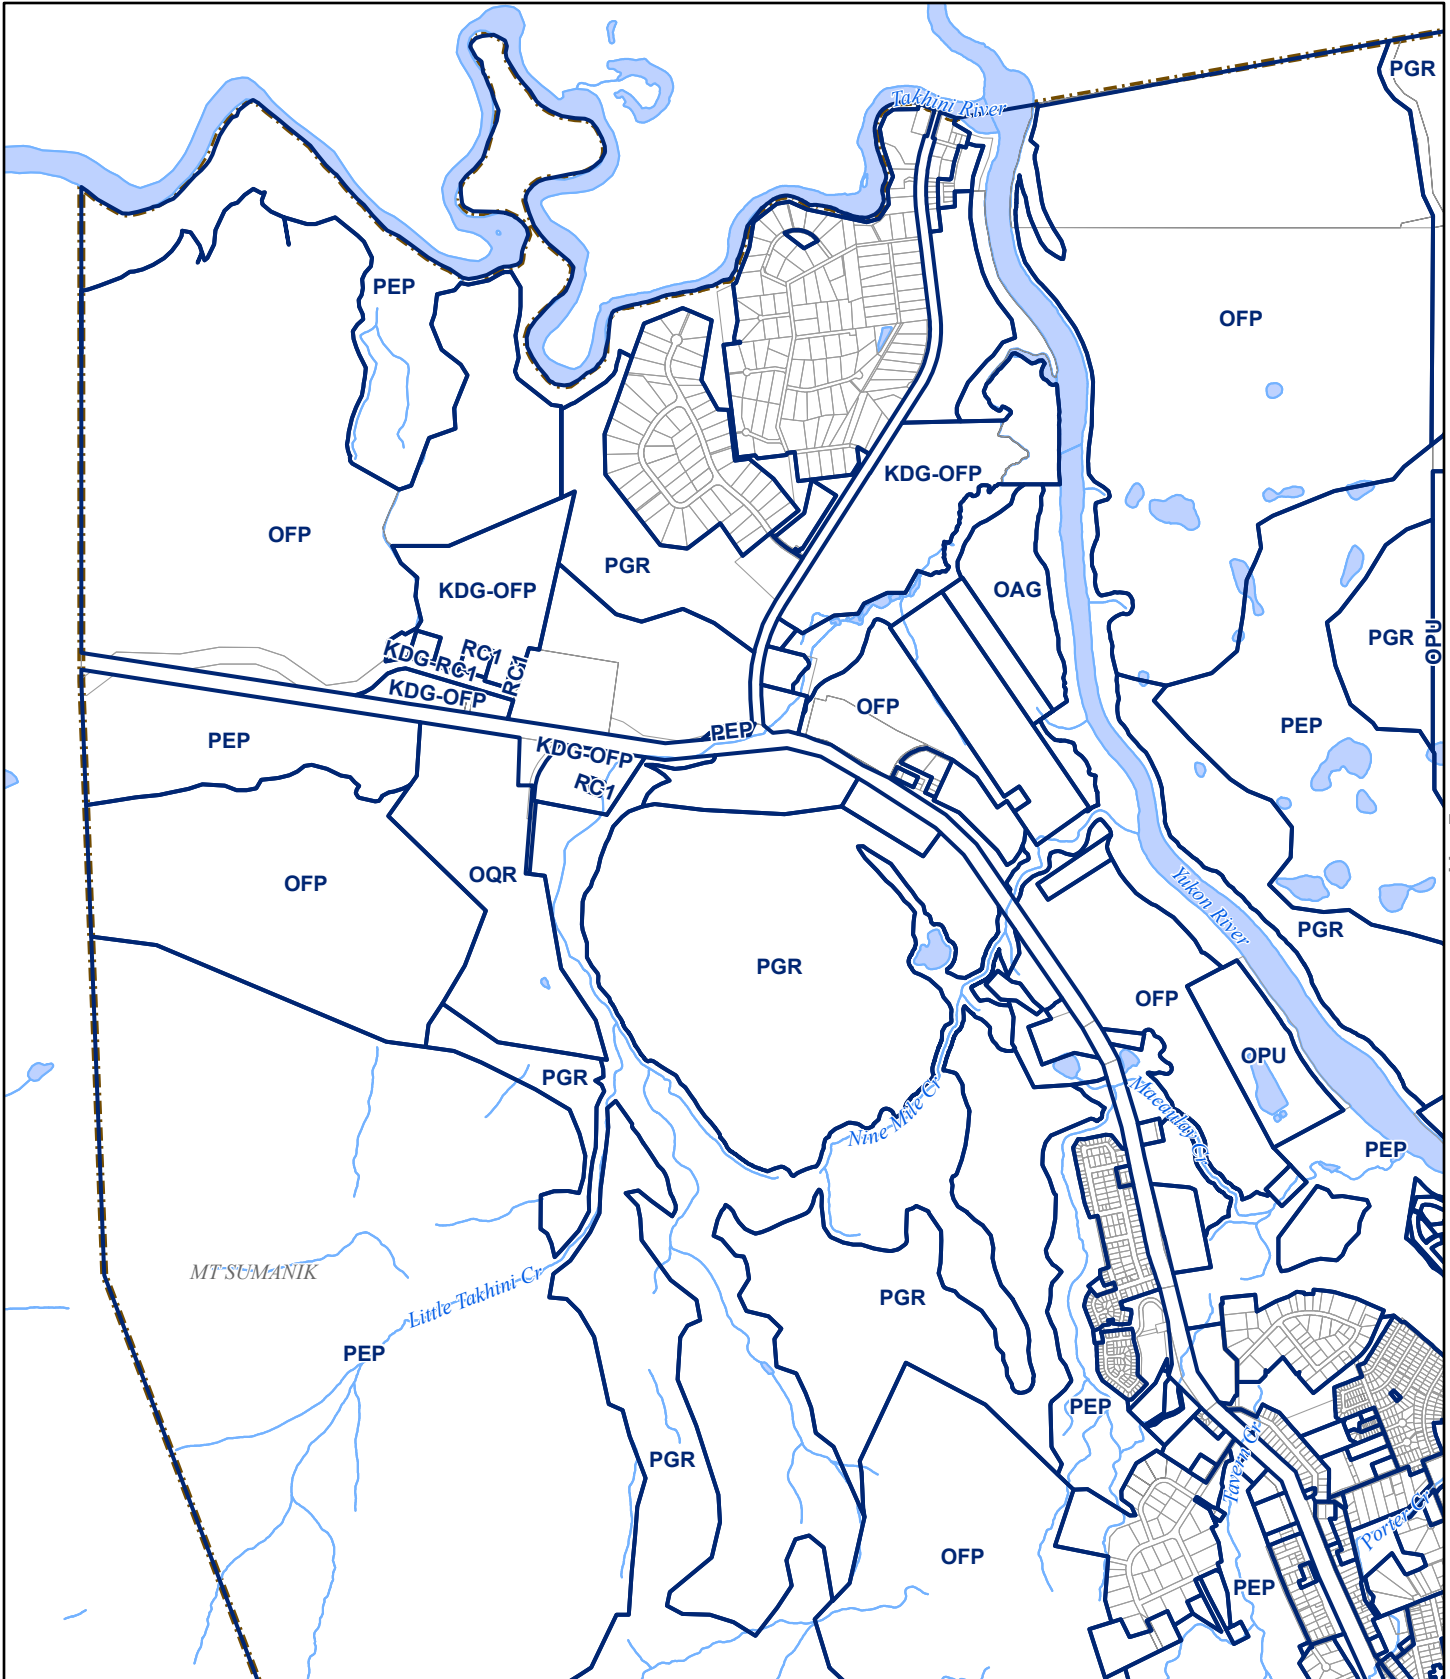 PGR
Takhini River
PEP
OFP
KDG-OFP
OFP
PGR
KDG-OFP
OAG
PGR
OPU
RC1
KDG-RC1
RC1
KDG-OFP
OFP
PEP
PEP
PEP
KDG-OFP
RC1
OQR
OFP
Yukon River
PGR
PGR
OFP
OPU
PGR
Nine Mile Cr
Macaulay Cr
PEP
MT SUMANIK
Little Takhini Cr
PGR
PEP
PEP
PGR
Tavern Cr
Porter Cr
OFP
PEP